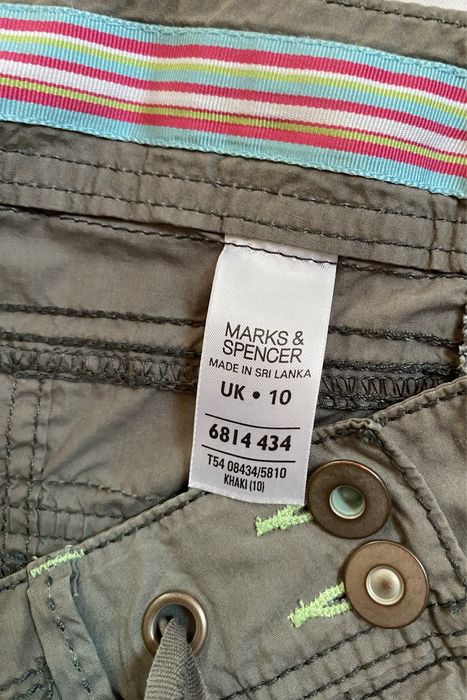 MARKS &
SPENCER
MADE IN SRI LANKA
UK • 10
6814 434
T54 08434/5810
KHAKI (10)